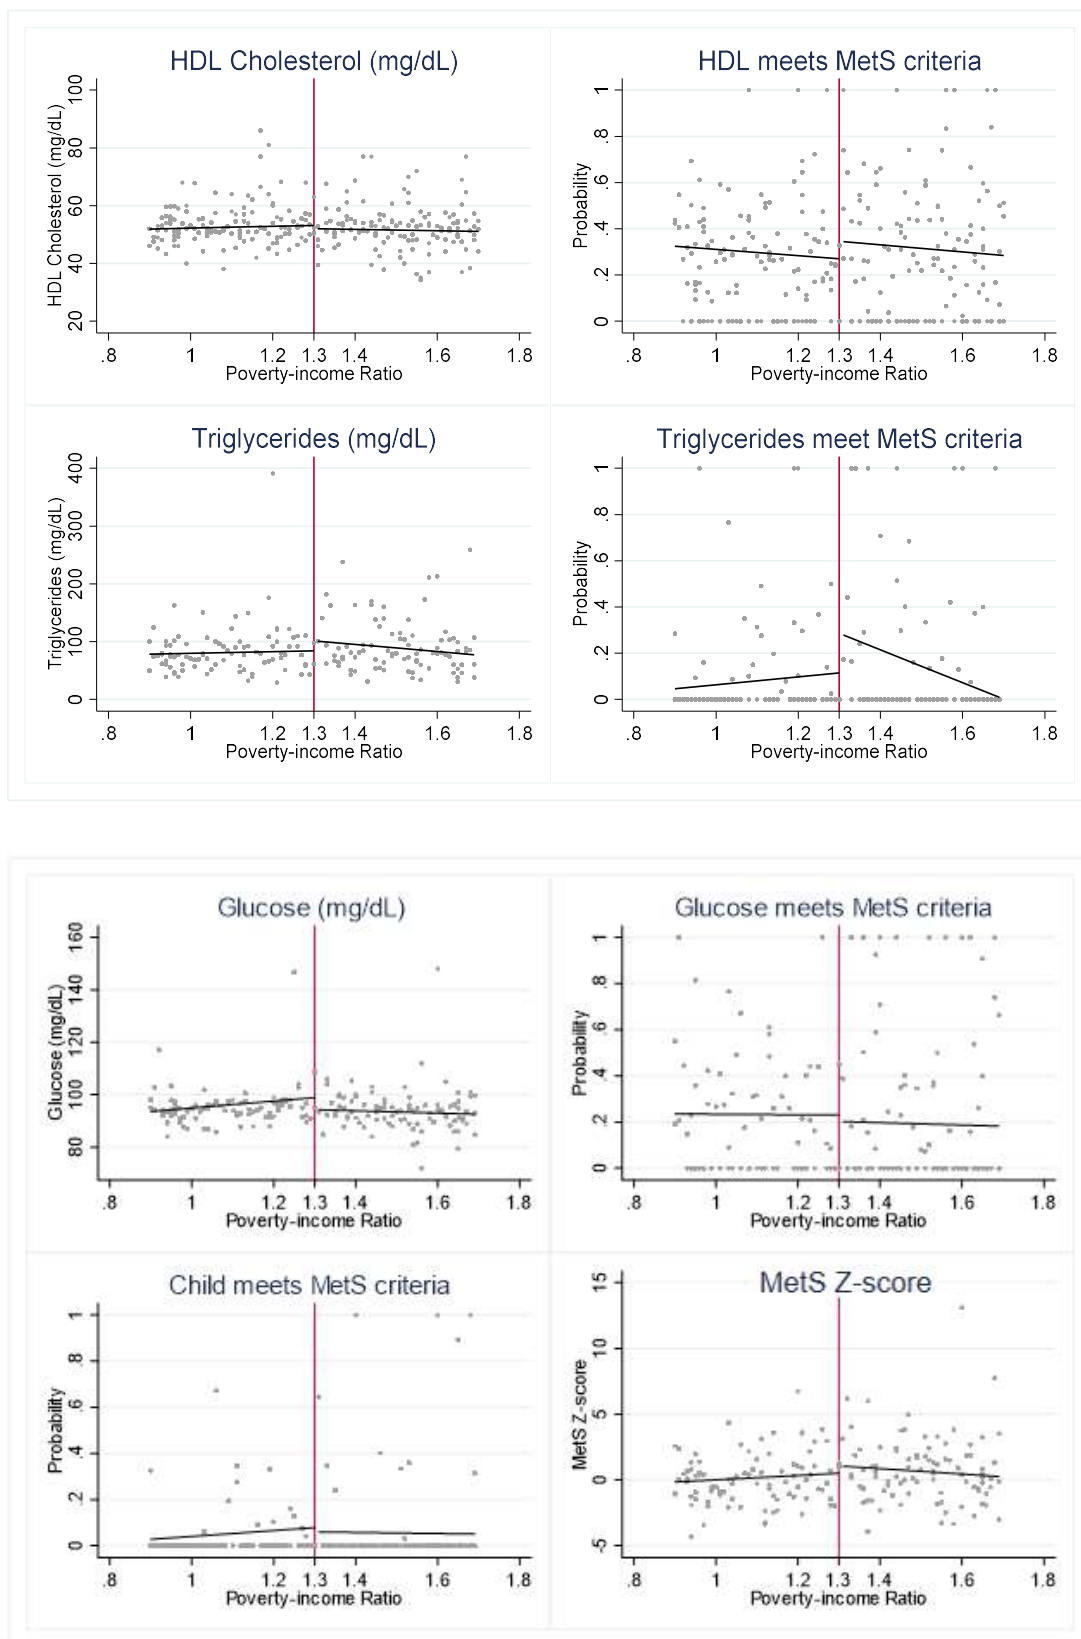 HDL Cholesterol (mg/dL)
HDL Cholesterol (mg/dL)
100
80
60
40
20
.8 1 1.2 1.3 1.4 1.6 1.8
Poverty-income Ratio
HDL meets MetS criteria
Probability
1
.8
.6
.4
.2
0
.8 1 1.2 1.3 1.4 1.6 1.8
Poverty-income Ratio
Triglycerides (mg/dL)
Triglycerides (mg/dL)
400
300
200
100
0
.8 1 1.2 1.3 1.4 1.6 1.8
Poverty-income Ratio
Triglycerides meet MetS criteria
Probability
1
.8
.6
.4
.2
0
.8 1 1.2 1.3 1.4 1.6 1.8
Poverty-income Ratio
Glucose (mg/dL)
Glucose (mg/dL)
160
140
120
100
80
.8 1 1.2 1.3 1.4 1.6 1.8
Poverty-income Ratio
Glucose meets MetS criteria
Probability
1
.8
.6
.4
.2
0
.8 1 1.2 1.3 1.4 1.6 1.8
Poverty-income Ratio
Child meets MetS criteria
Probability
1
.8
.6
.4
.2
0
.8 1 1.2 1.3 1.4 1.6 1.8
Poverty-income Ratio
MetS Z-score
MetS Z-score
15
10
5
0
-5
.8 1 1.2 1.3 1.4 1.6 1.8
Poverty-income Ratio